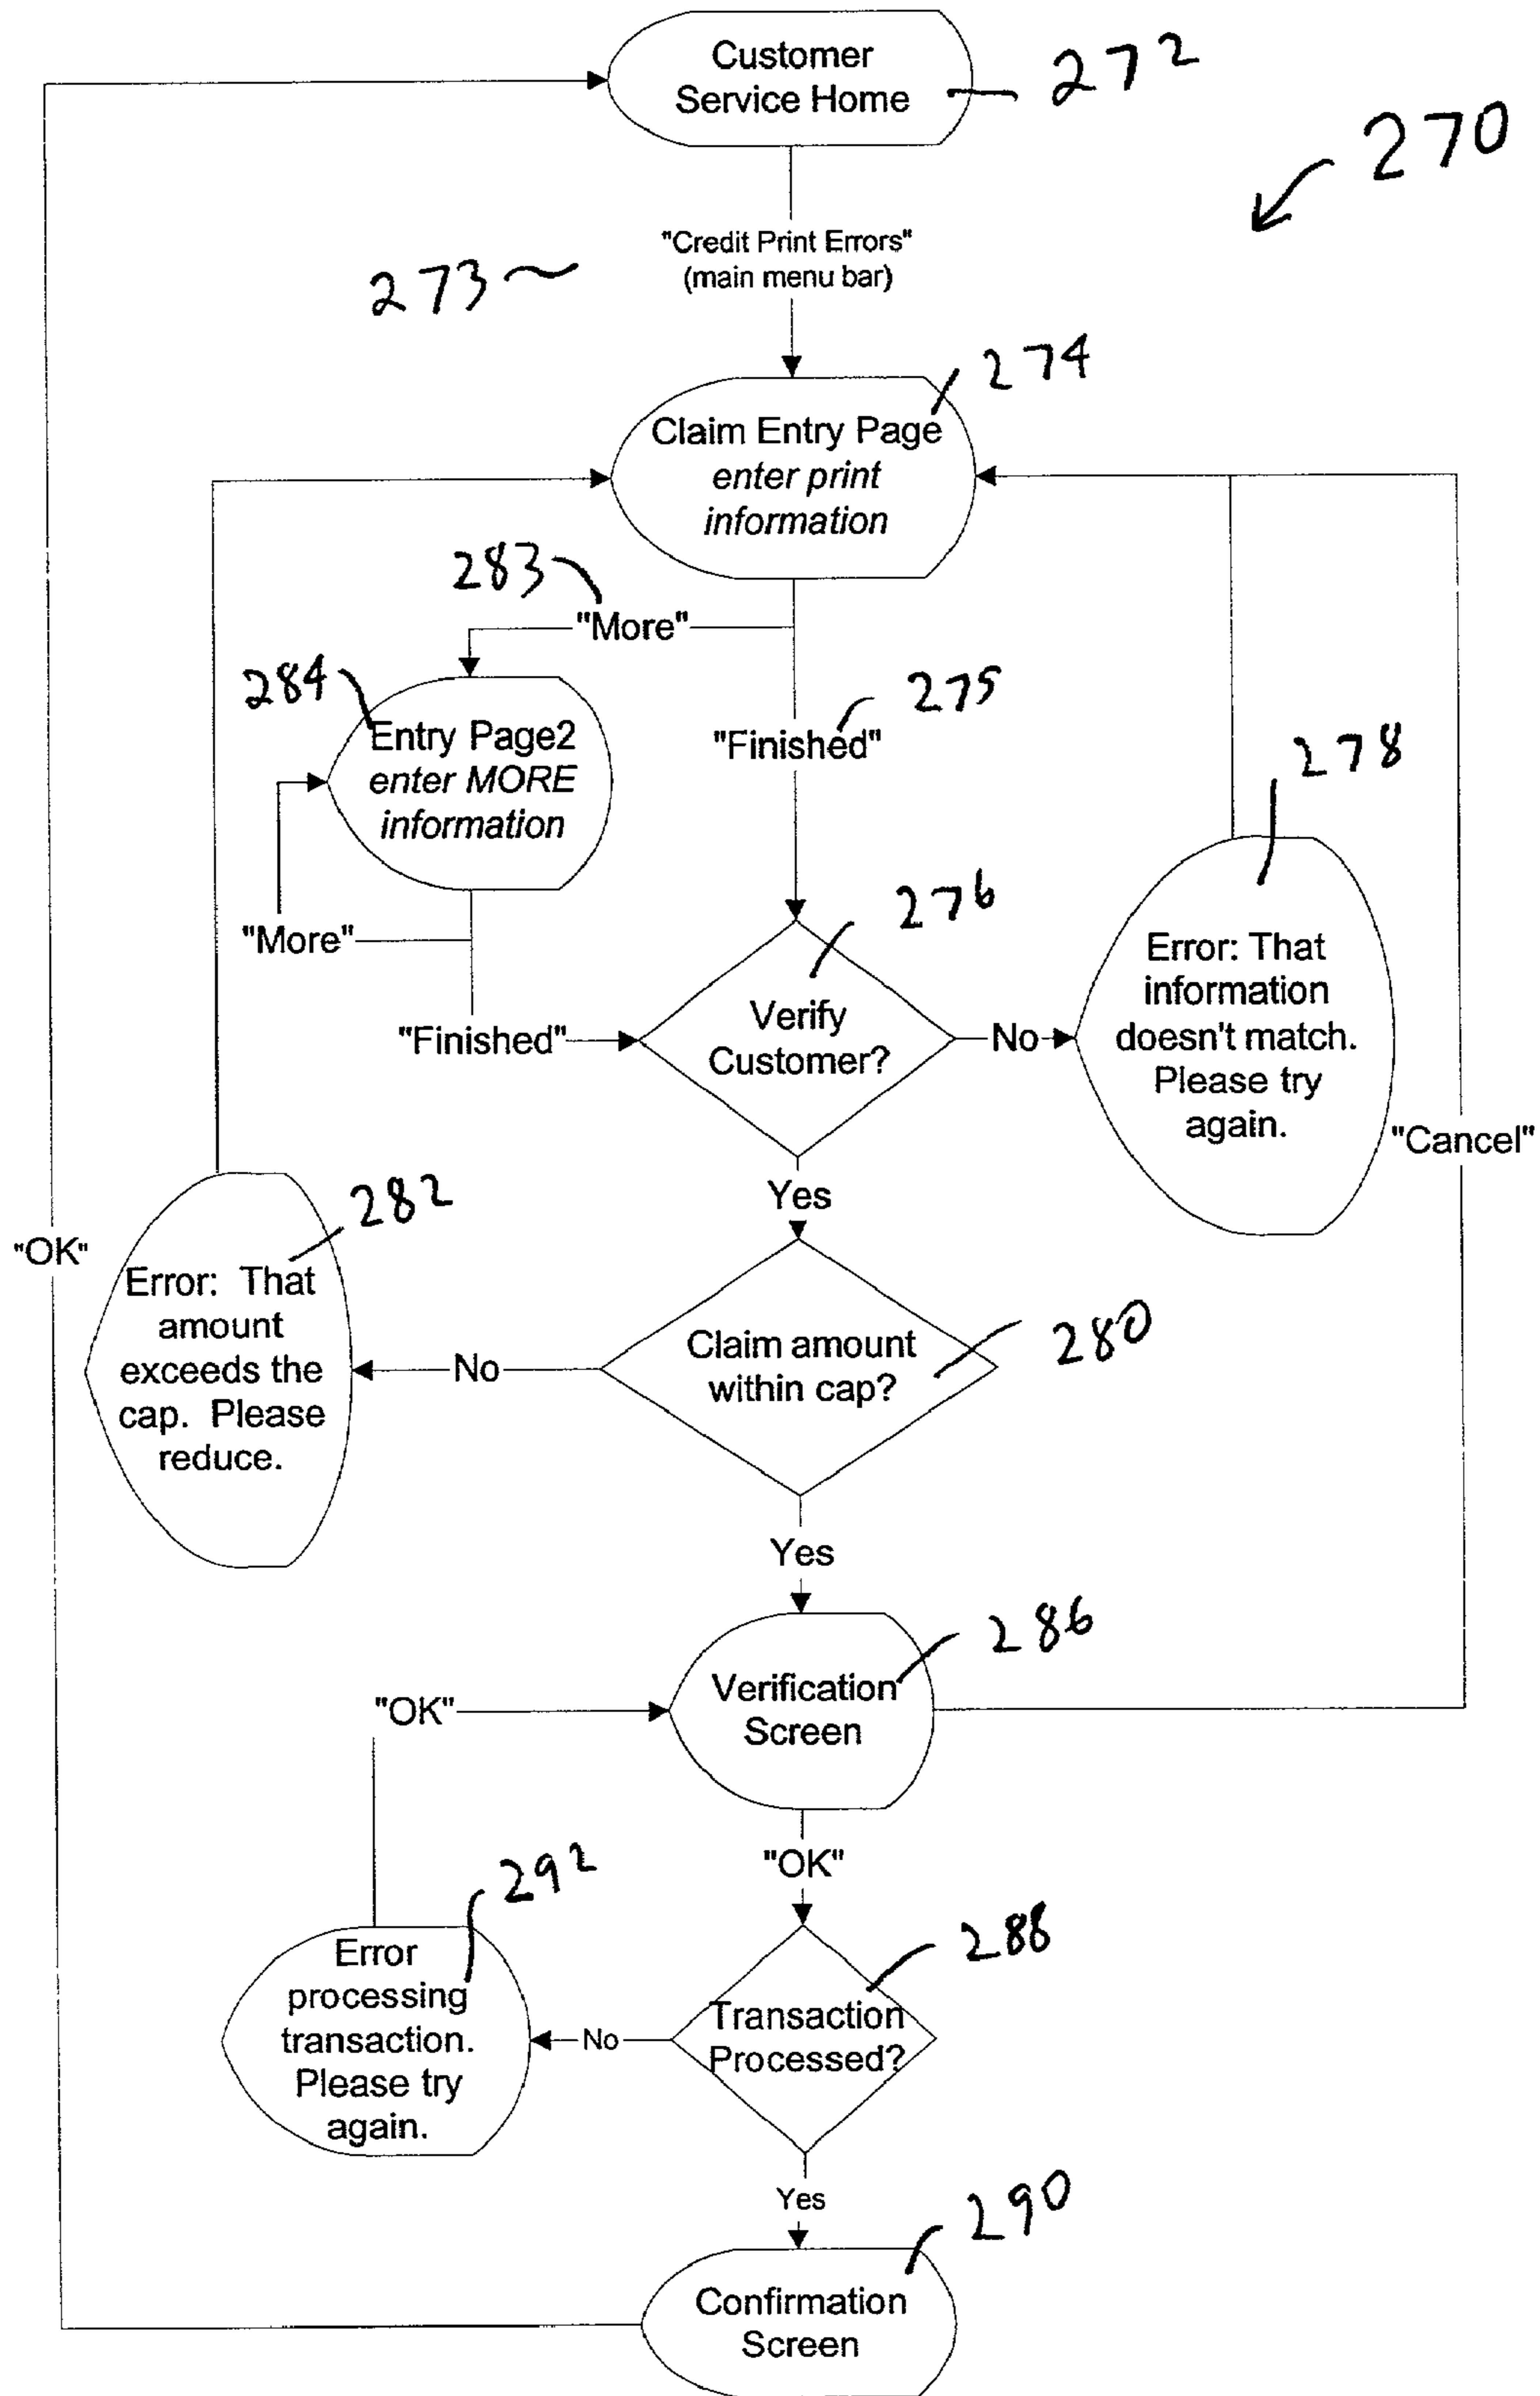 Customer
Service Home
272
270
"Credit Print Errors"
(main menu bar)
273
274
Claim Entry Page
enter print
information
283
"More"
284
275
Entry Page2
enter MORE
information
"Finished"
278
276
"More"
Verify
Customer?
"Finished"
No
Error: That
information
doesn't match.
Please try
again.
"Cancel"
Yes
282
"OK"
Error: That
amount
exceeds the
cap. Please
reduce.
280
Claim amount
within cap?
No
Yes
286
Verification
Screen
"OK"
"OK"
292
288
Error
processing
transaction.
Please try
again.
Transaction
Processed?
No
Yes
290
Confirmation
Screen